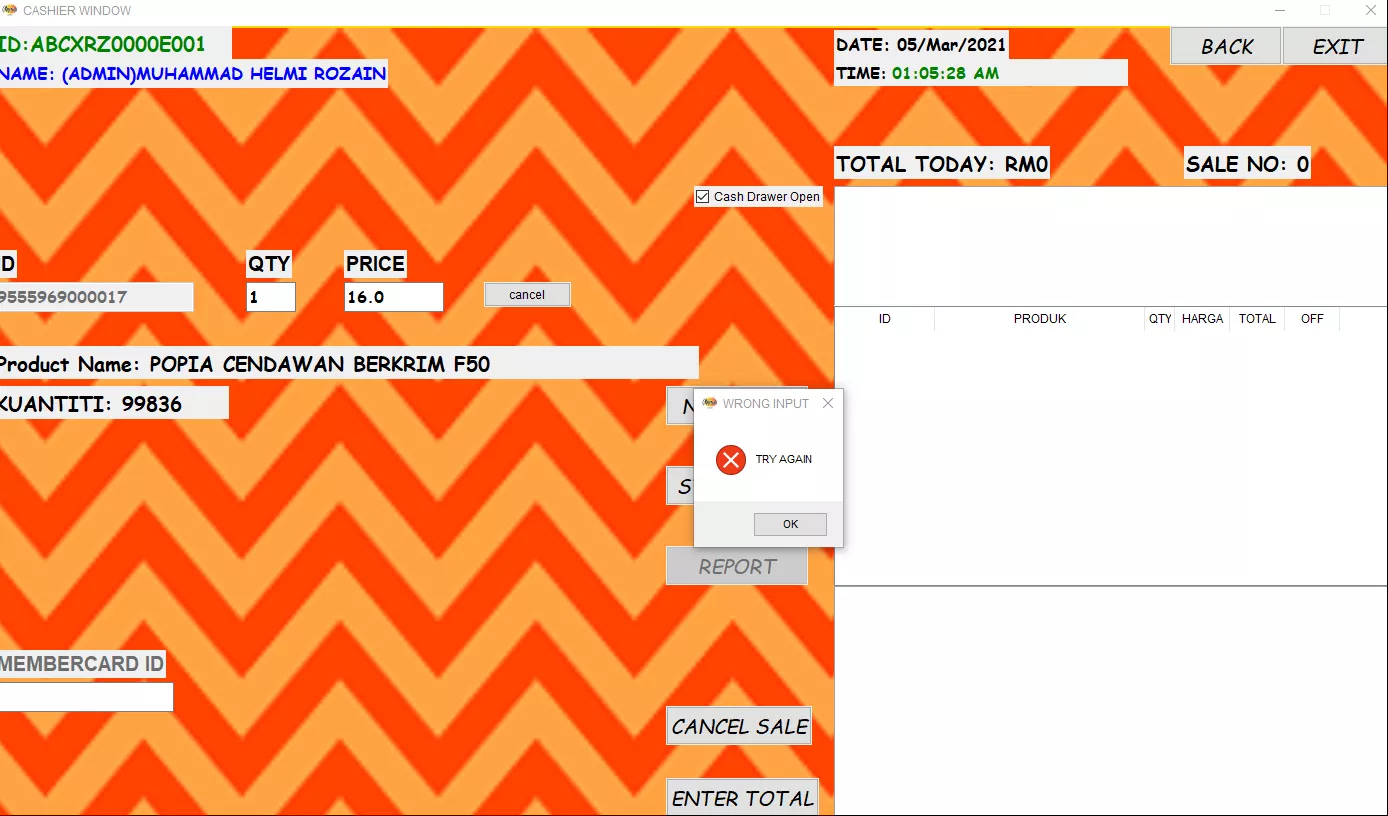 CASHIER WINDOW
ID:ABCXRZ0000E001
NAME: (ADMIN)MUHAMMAD HELMI ROZAIN
DATE: 05/Mar/2021
TIME: 01:05:28 AM
BACK
EXIT
TOTAL TODAY: RM0
SALE NO: 0
Cash Drawer Open
D
QTY
PRICE
9555969000017
1
16.0
cancel
ID
PRODUK
QTY
HARGA
TOTAL
OFF
Product Name: POPIA CENDAWAN BERKRIM F50
KUANTITI: 99836
WRONG INPUT
TRY AGAIN
OK
REPORT
MEMBERCARD ID
CANCEL SALE
ENTER TOTAL